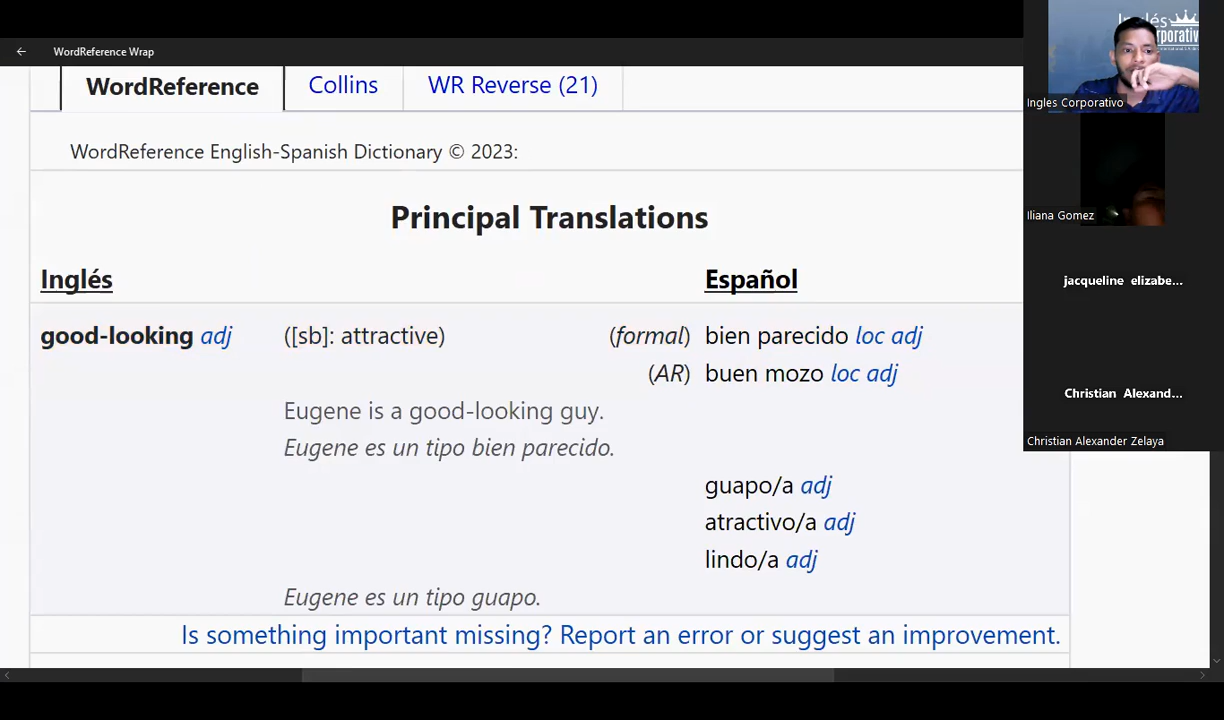 WordReference Wrap
WordReference
Collins
WR Reverse (21)
WordReference English-Spanish Dictionary © 2023:
Principal Translations
Inglés Español
good-looking adj ([sb]: attractive) (formal) bien parecido loc adj
(AR) buen mozo loc adj
Eugene is a good-looking guy.
Eugene es un tipo bien parecido.
guapo/a adj
atractivo/a adj
lindo/a adj
Eugene es un tipo guapo.
Is something important missing? Report an error or suggest an improvement.
Ingles Corporativo
Iliana Gomez
jacqueline elizabe...
Christian Alexand...
Christian Alexander Zelaya